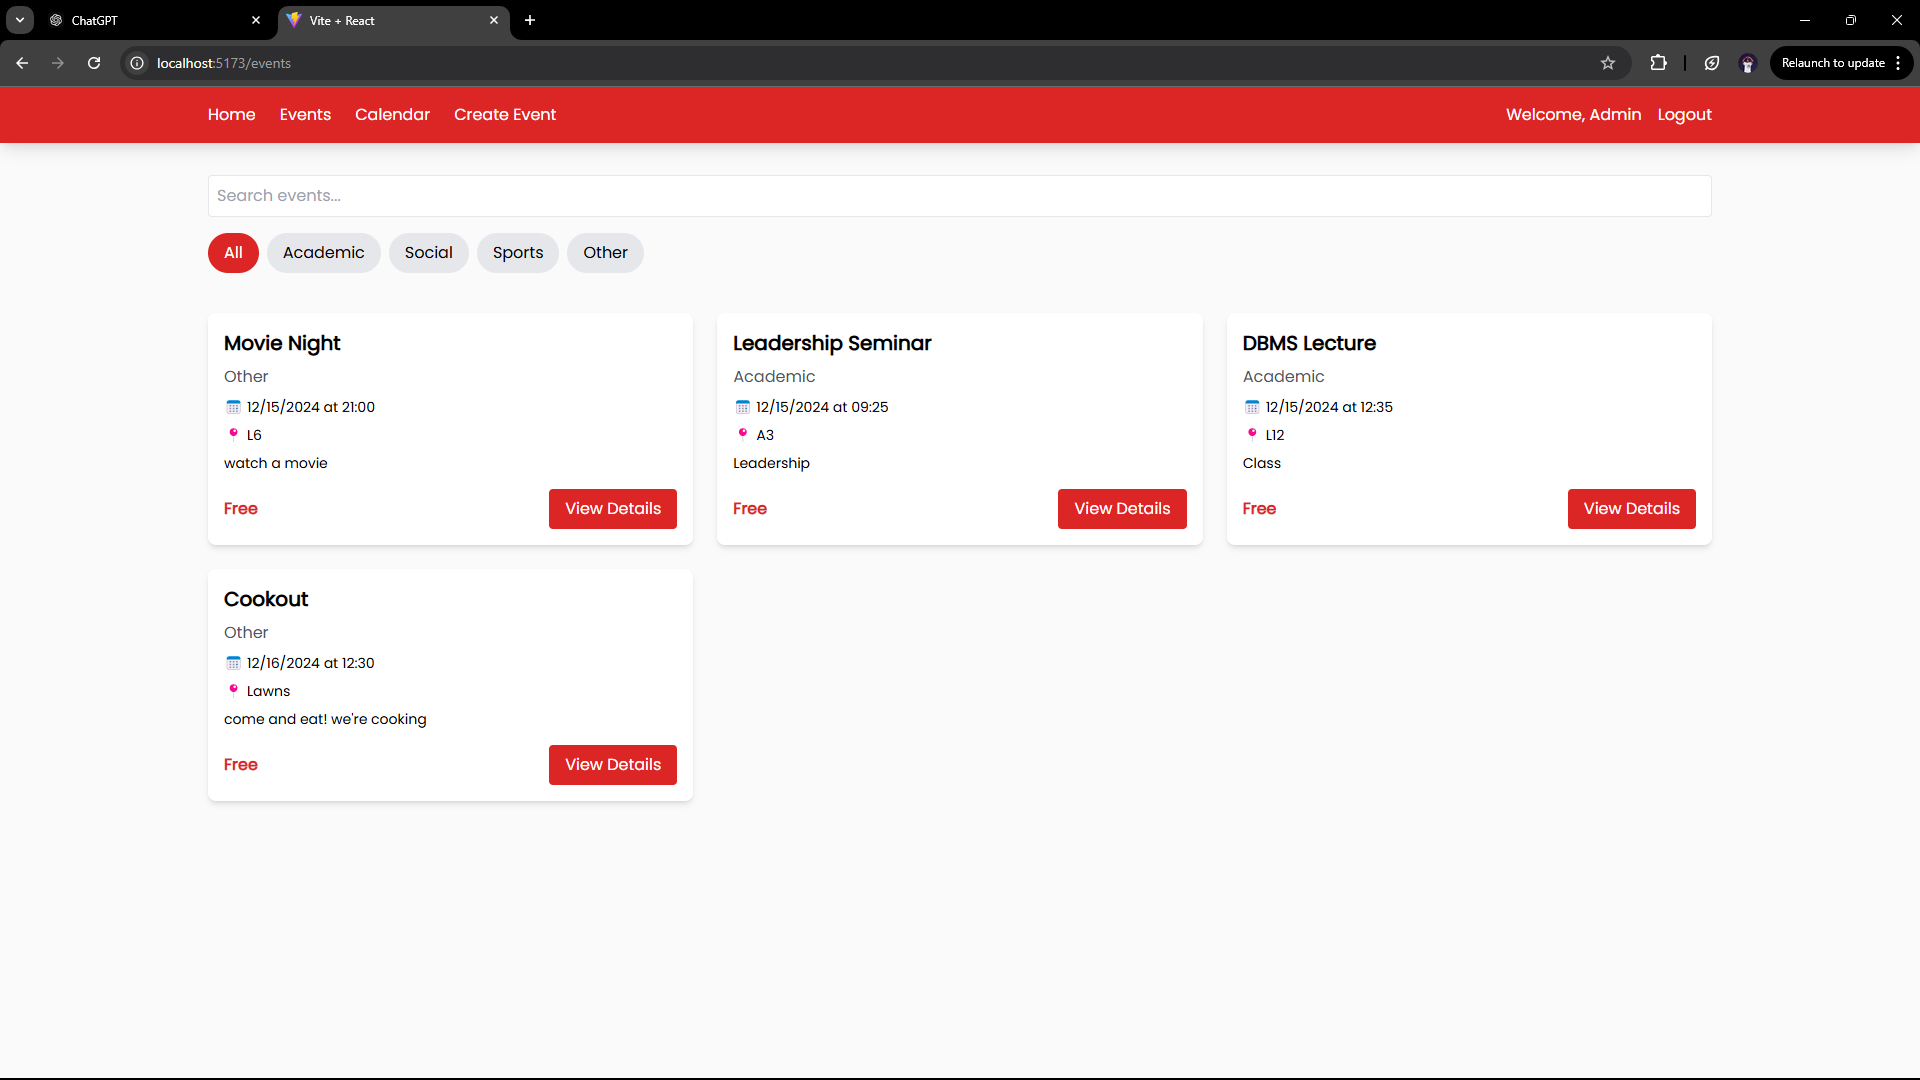 ChatGPT
Vite + React
localhost:5173/events
Relaunch to update
Home Events Calendar Create Event Welcome, Admin Logout
Search events...
All Academic Social Sports Other
Movie Night
Other
12/15/2024 at 21:00
L6
watch a movie
Free View Details
Leadership Seminar
Academic
12/15/2024 at 09:25
A3
Leadership
Free View Details
DBMS Lecture
Academic
12/15/2024 at 12:35
L12
Class
Free View Details
Cookout
Other
12/16/2024 at 12:30
Lawns
come and eat! we're cooking
Free View Details